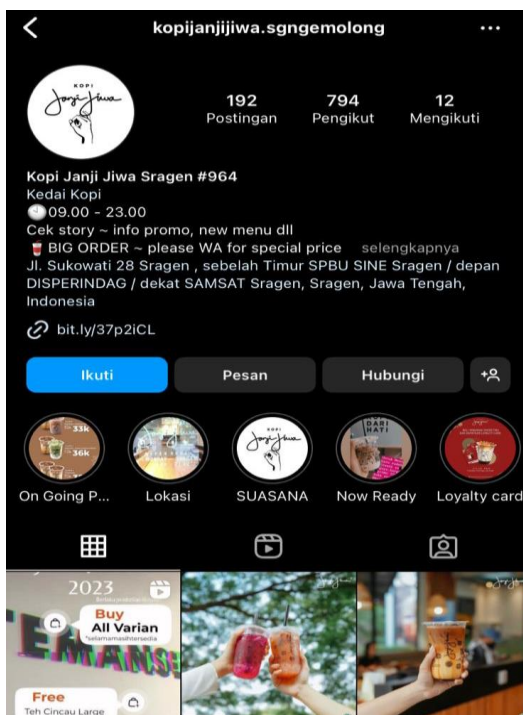 kopijanjijiwa.sgngemolong
KOPI
Janji Jiwa
192
Postingan
794
Pengikut
12
Mengikuti
Kopi Janji Jiwa Sragen #964
Kedai Kopi
🕙09.00 - 23.00
Cek story ~ info promo, new menu dll
🥤BIG ORDER ~ please WA for special price selengkapnya
Jl. Sukowati 28 Sragen , sebelah Timur SPBU SINE Sragen / depan
DISPERINDAG / dekat SAMSAT Sragen, Sragen, Jawa Tengah,
Indonesia
bit.ly/37p2iCL
Ikuti
Pesan
Hubungi
33k
36k
KOPI
Janji Jiwa
DARI
HATI
On Going P...
Lokasi
SUASANA
Now Ready
Loyalty card
2023
Buy
All Varian
*selamamasihtersedia
TEMAN
Free
Teh Cincau Large